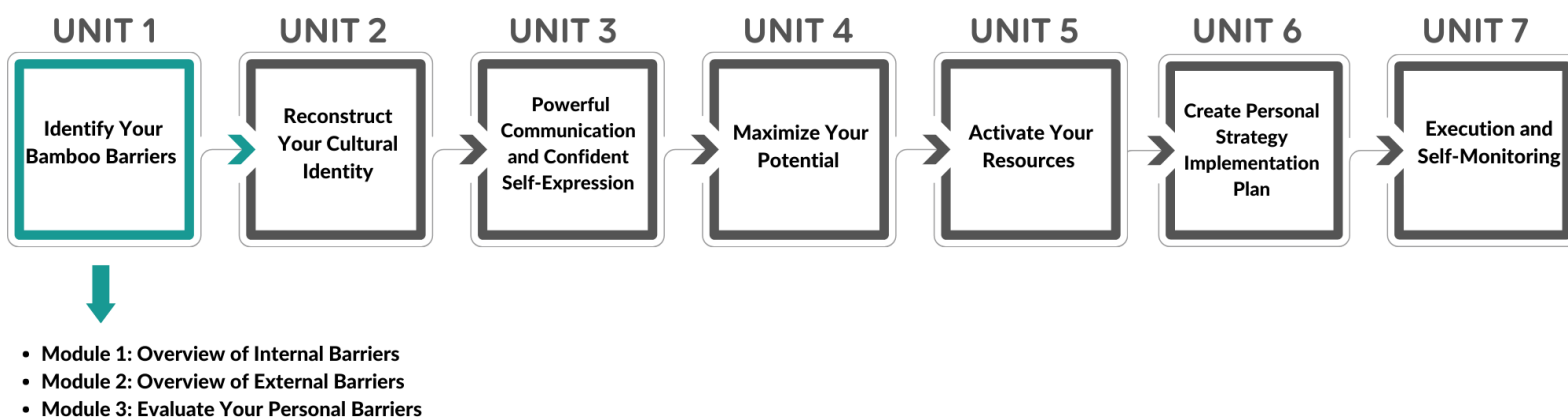 UNIT 1
Identify Your
Bamboo Barriers
UNIT 2
Reconstruct
Your Cultural
Identity
UNIT 3
Powerful
Communication
and Confident
Self-Expression
UNIT 4
Maximize Your
Potential
UNIT 5
Activate Your
Resources
UNIT 6
Create Personal
Strategy
Implementation
Plan
UNIT 7
Execution and
Self-Monitoring
• Module 1: Overview of Internal Barriers
• Module 2: Overview of External Barriers
• Module 3: Evaluate Your Personal Barriers